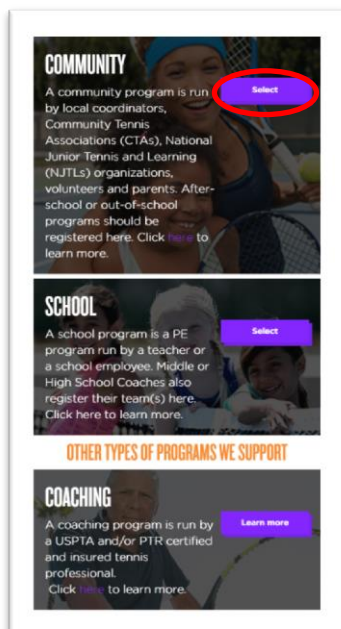 COMMUNITY
A community program is run
by local coordinators,
Community Tennis
Associations (CTAs), National
Junior Tennis and Learning
(NJTLs) organizations,
volunteers and parents. After-
school or out-of-school
programs should be
registered here. Click here to
learn more.
Select
SCHOOL
A school program is a PE
program run by a teacher or
a school employee. Middle or
High School Coaches also
register their team(s) here.
Click here to learn more.
Select
OTHER TYPES OF PROGRAMS WE SUPPORT
COACHING
A coaching program is run by
a USPTA and/or PTR certified
and insured tennis
professional.
Click here to learn more.
Learn more